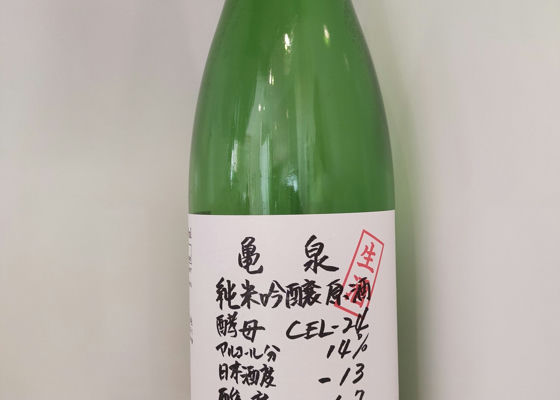 亀泉
生酒
純米吟醸原酒
酵母 CEL-24
アルコール分 14%
日本酒度 -13